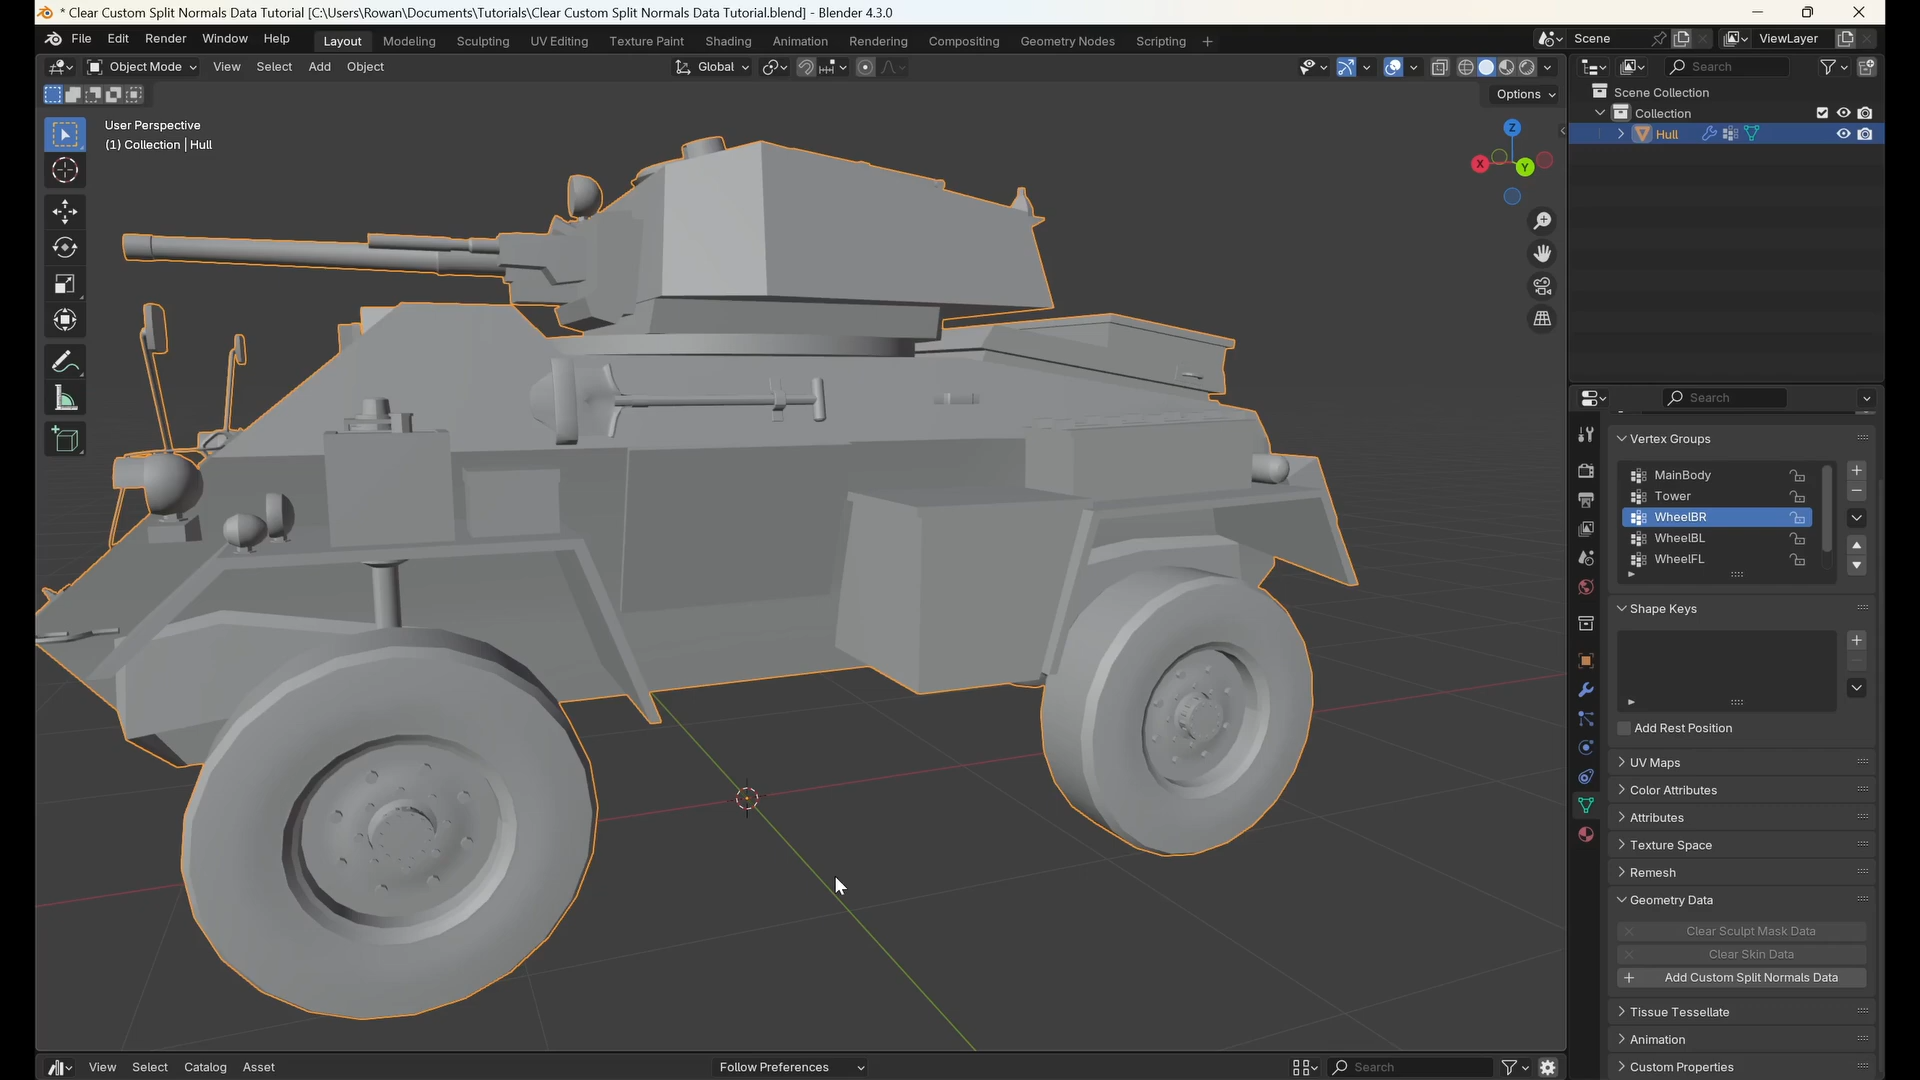 * Clear Custom Split Normals Data Tutorial [C:\Users\Rowan\Documents\Tutorials\Clear Custom Split Normals Data Tutorial.blend] - Blender 4.3.0
File Edit Render Window Help Layout Modeling Sculpting UV Editing Texture Paint Shading Animation Rendering Compositing Geometry Nodes Scripting + Scene ViewLayer
Object Mode View Select Add Object Global Search
Options
Scene Collection
Collection
Hull
User Perspective
(1) Collection | Hull
Z
X
Y
Search
Vertex Groups
MainBody
Tower
WheelBR
WheelBL
WheelFL
Shape Keys
Add Rest Position
UV Maps
Color Attributes
Attributes
Texture Space
Remesh
Geometry Data
Clear Sculpt Mask Data
Clear Skin Data
Add Custom Split Normals Data
Tissue Tessellate
Animation
Custom Properties
View Select Catalog Asset Follow Preferences Search